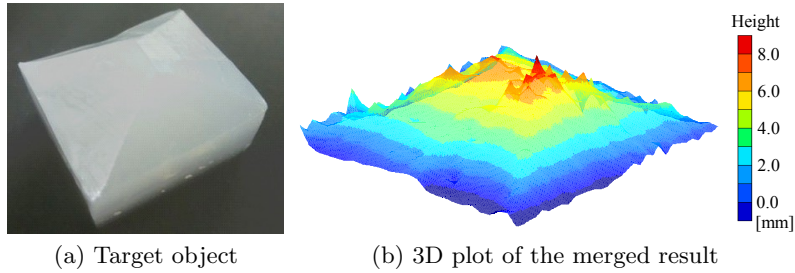 Height
8.0
6.0
4.0
2.0
0.0
[mm]
(a) Target object
(b) 3D plot of the merged result